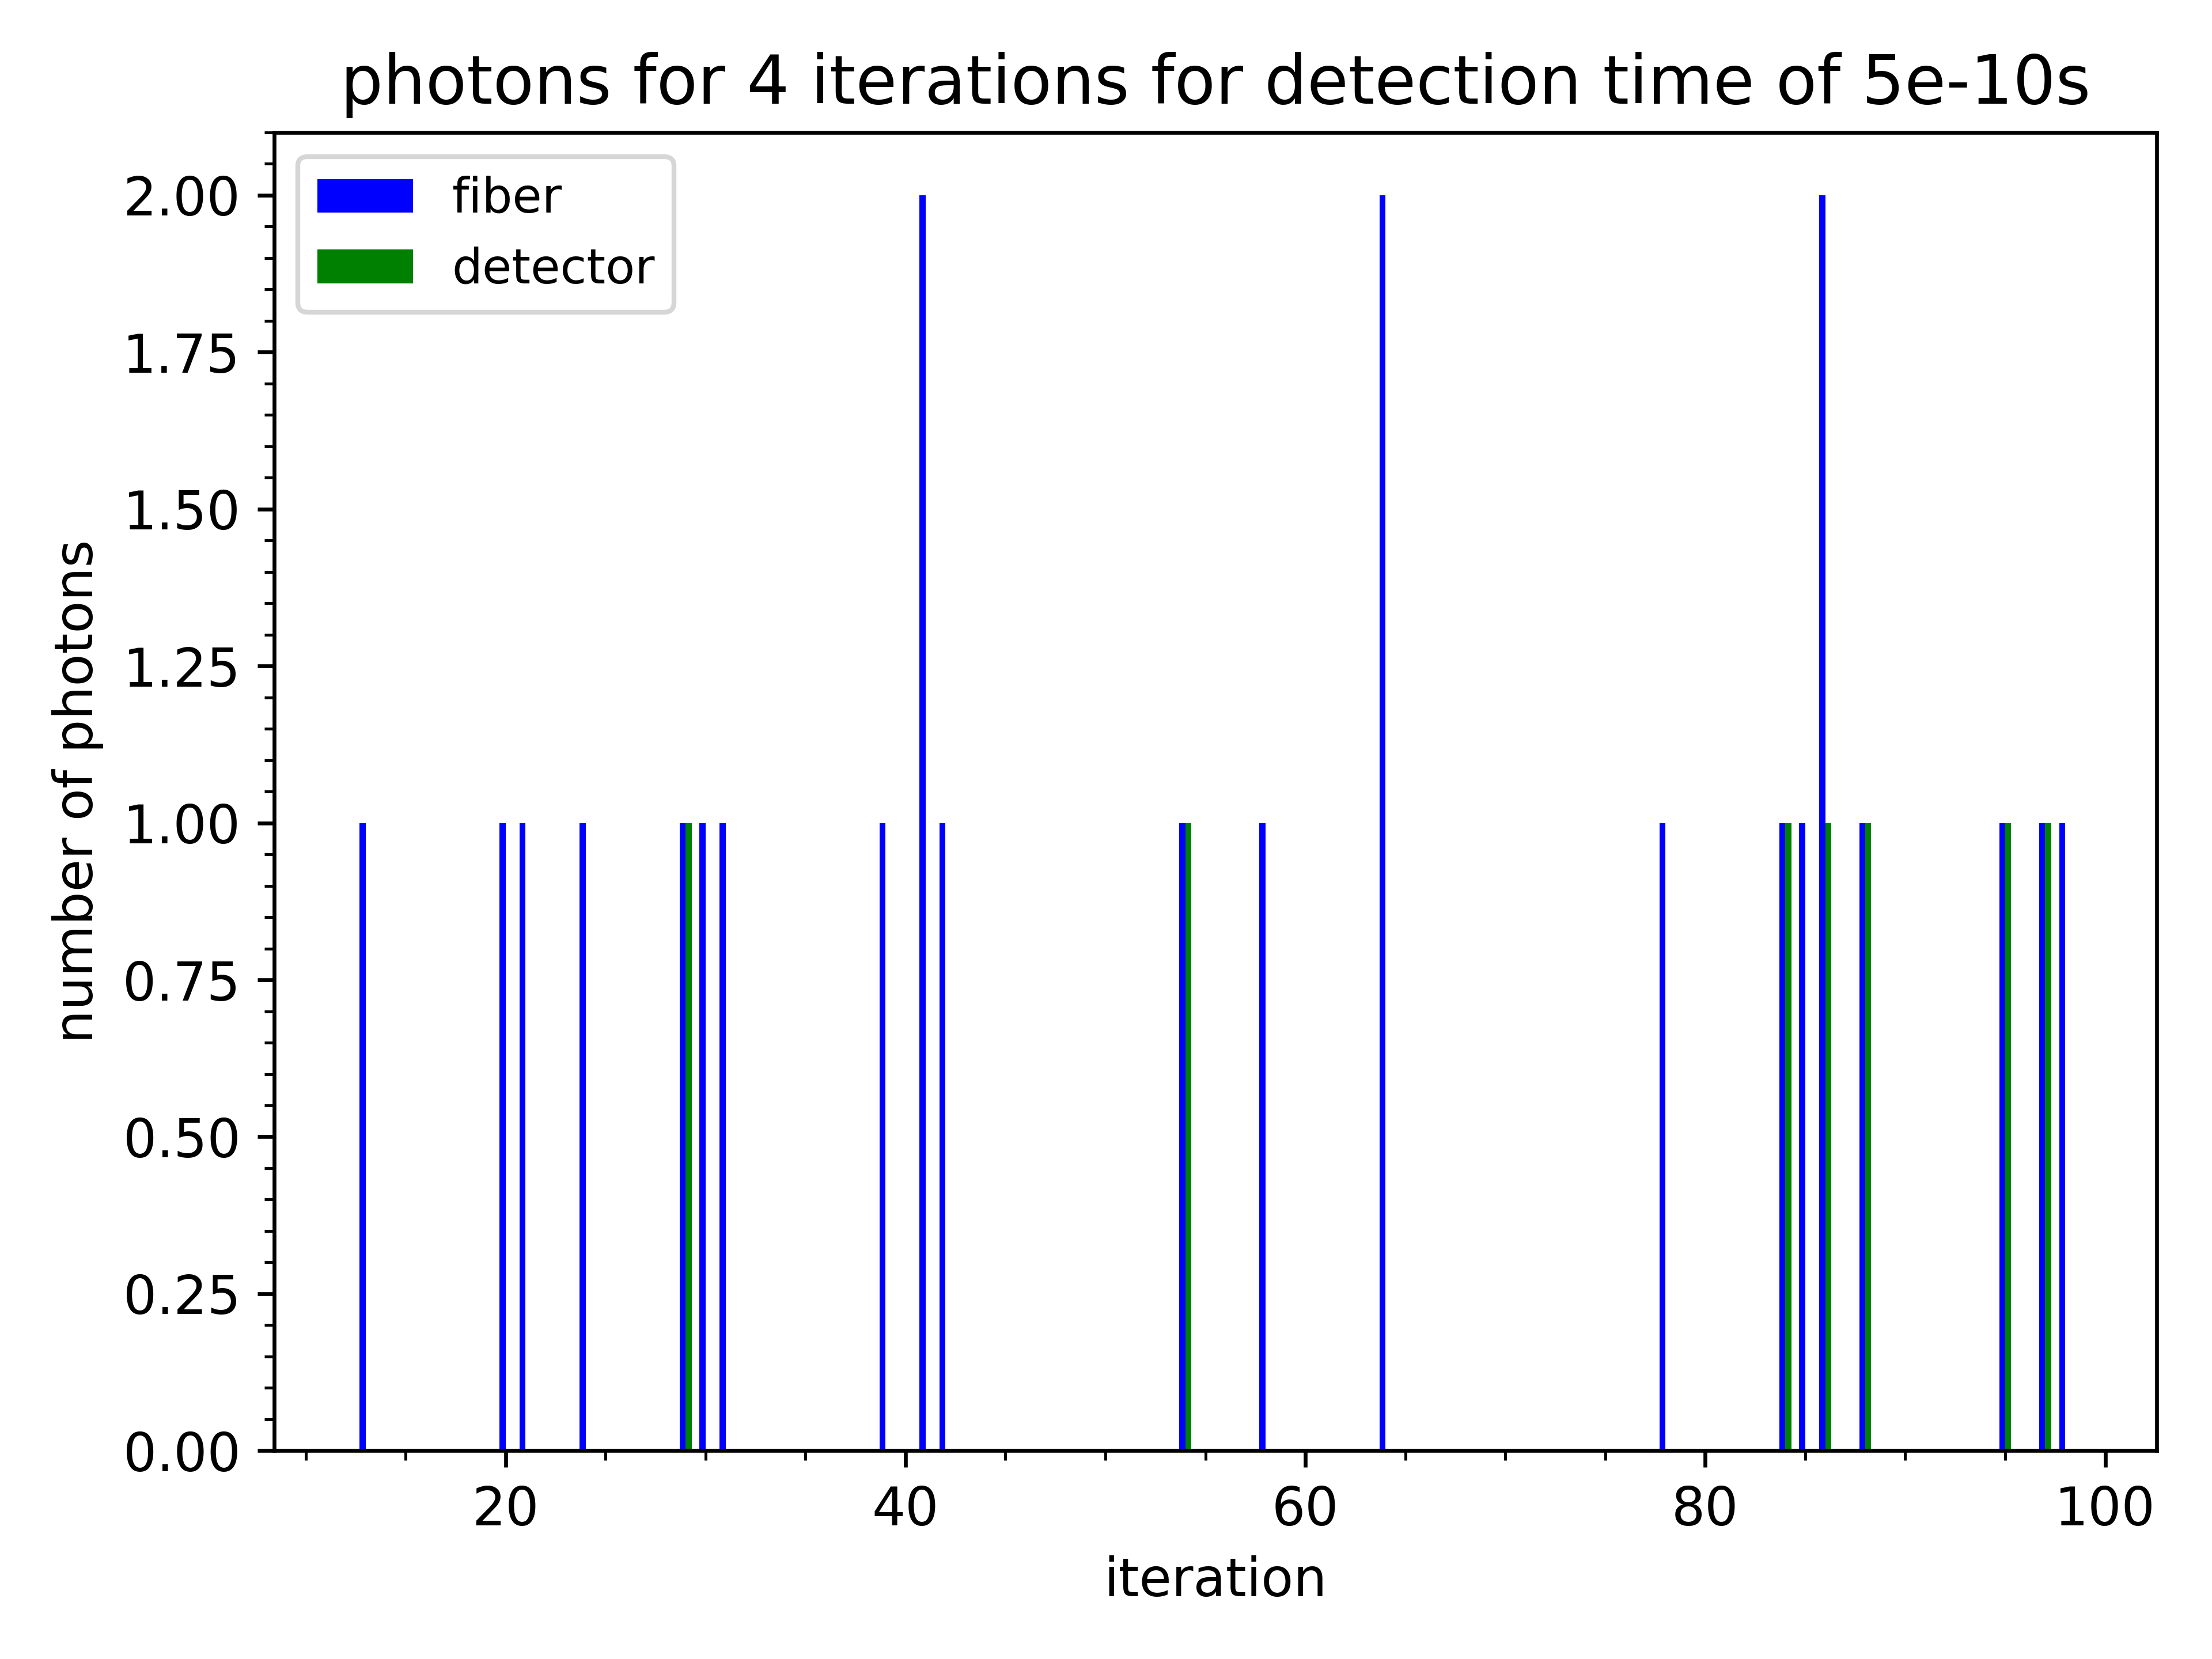 photons for 4 iterations for detection time of 5e-10s
fiber
detector
number of photons
2.00
1.75
1.50
1.25
1.00
0.75
0.50
0.25
0.00
20 40 60 80 100
iteration